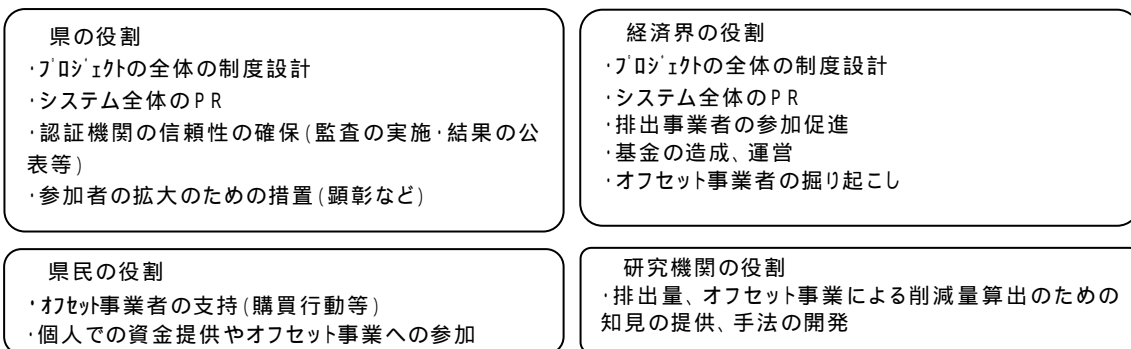 県の役割
･ﾌﾟﾛｼﾞｪｸﾄの全体の制度設計
･システム全体のPR
･認証機関の信頼性の確保(監査の実施･結果の公
表等)
･参加者の拡大のための措置(顕彰など)
経済界の役割
･ﾌﾟﾛｼﾞｪｸﾄの全体の制度設計
･システム全体のPR
･排出事業者の参加促進
･基金の造成、運営
･オフセット事業者の掘り起こし
県民の役割
･ｵﾌｾｯﾄ事業者の支持(購買行動等)
･個人での資金提供やオフセット事業への参加
研究機関の役割
･排出量、オフセット事業による削減量算出のための
知見の提供、手法の開発